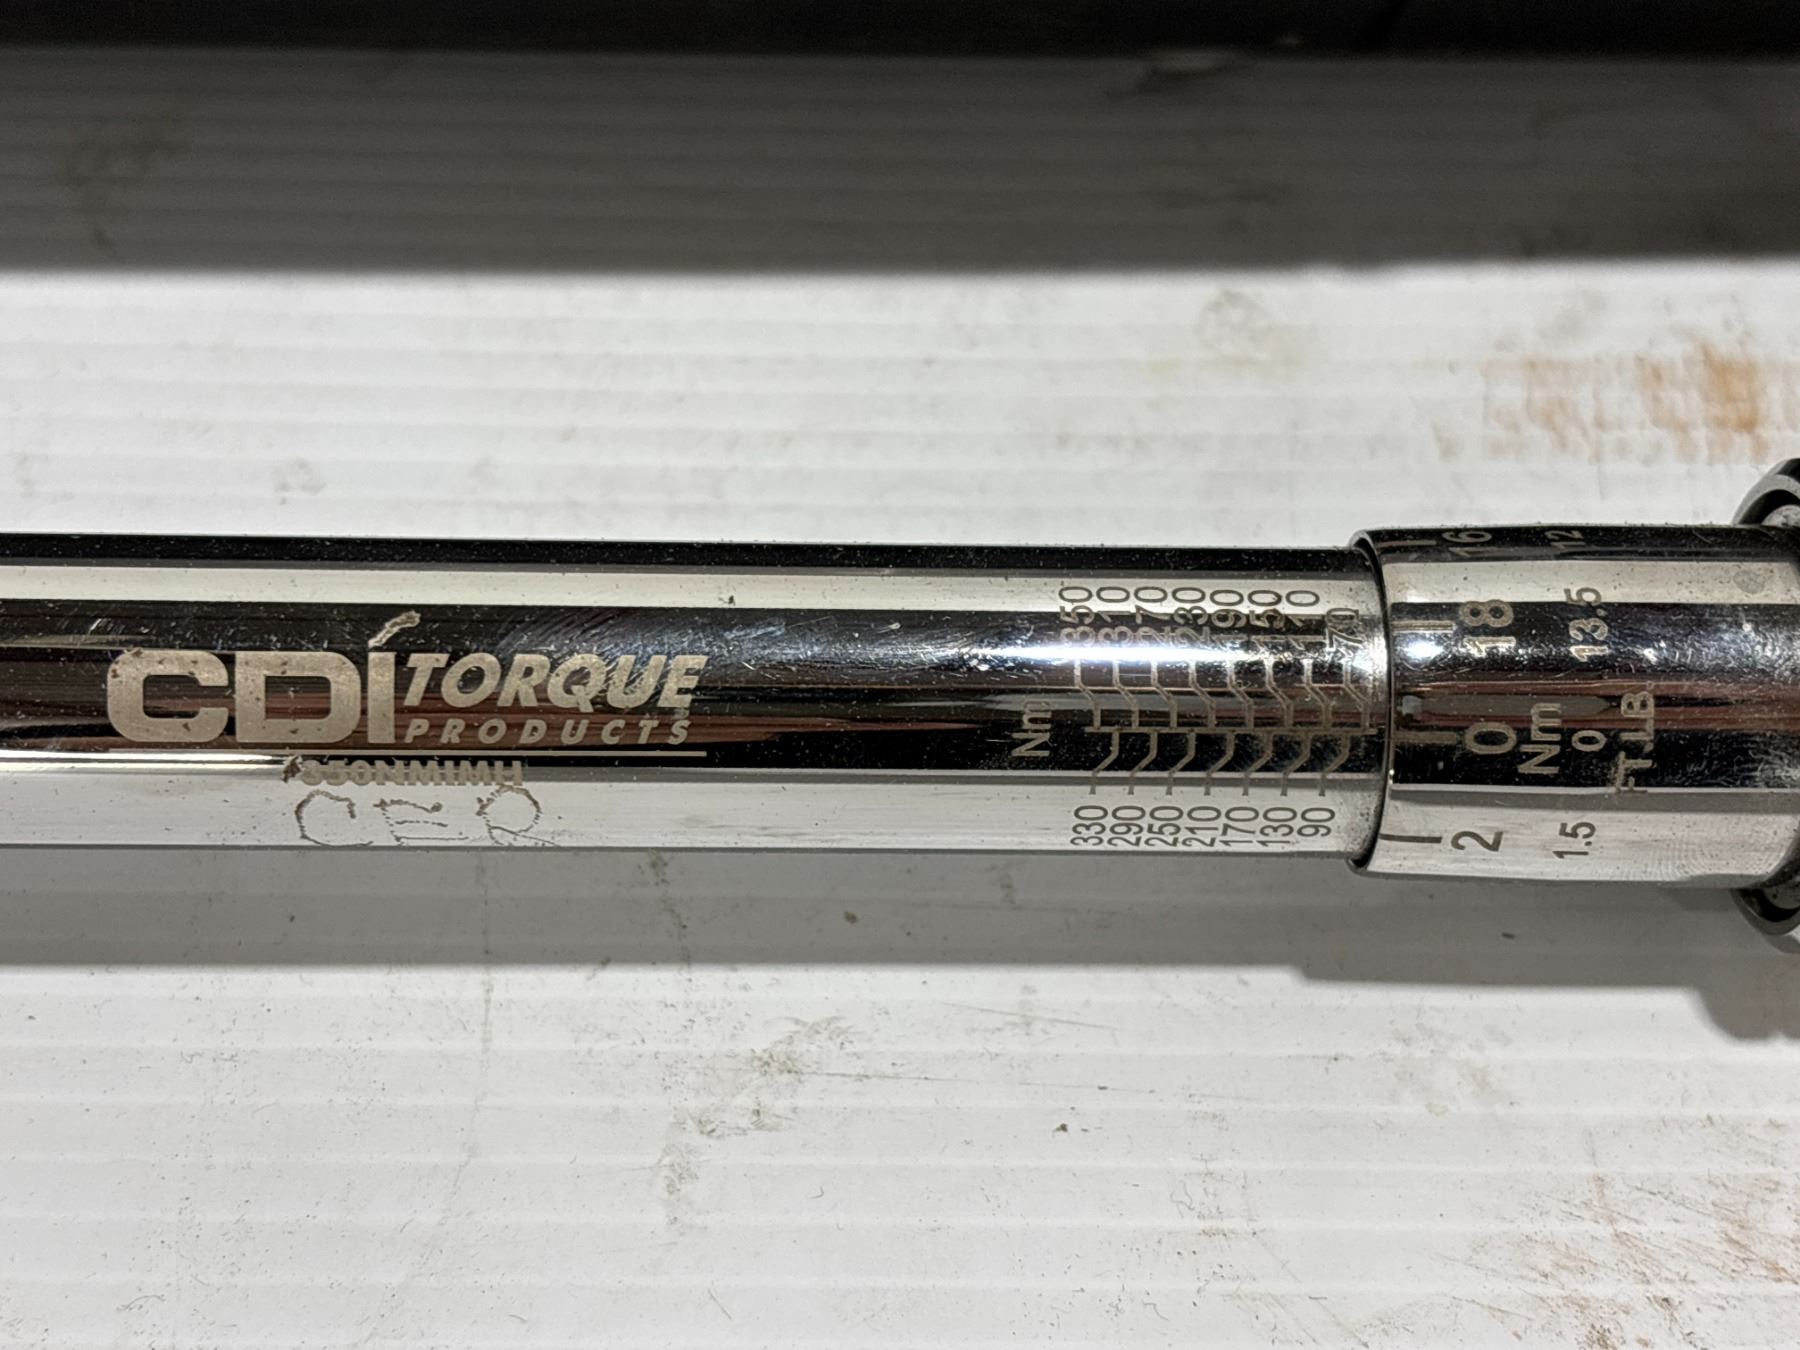 CDI TORQUE
PRODUCTS
350NMIMH
Nm
350 310 270 230 190 150 110 70
330 290 250 210 170 130 90
16 12
18 13.5
0 Nm 0 FT.LB
2 1.5